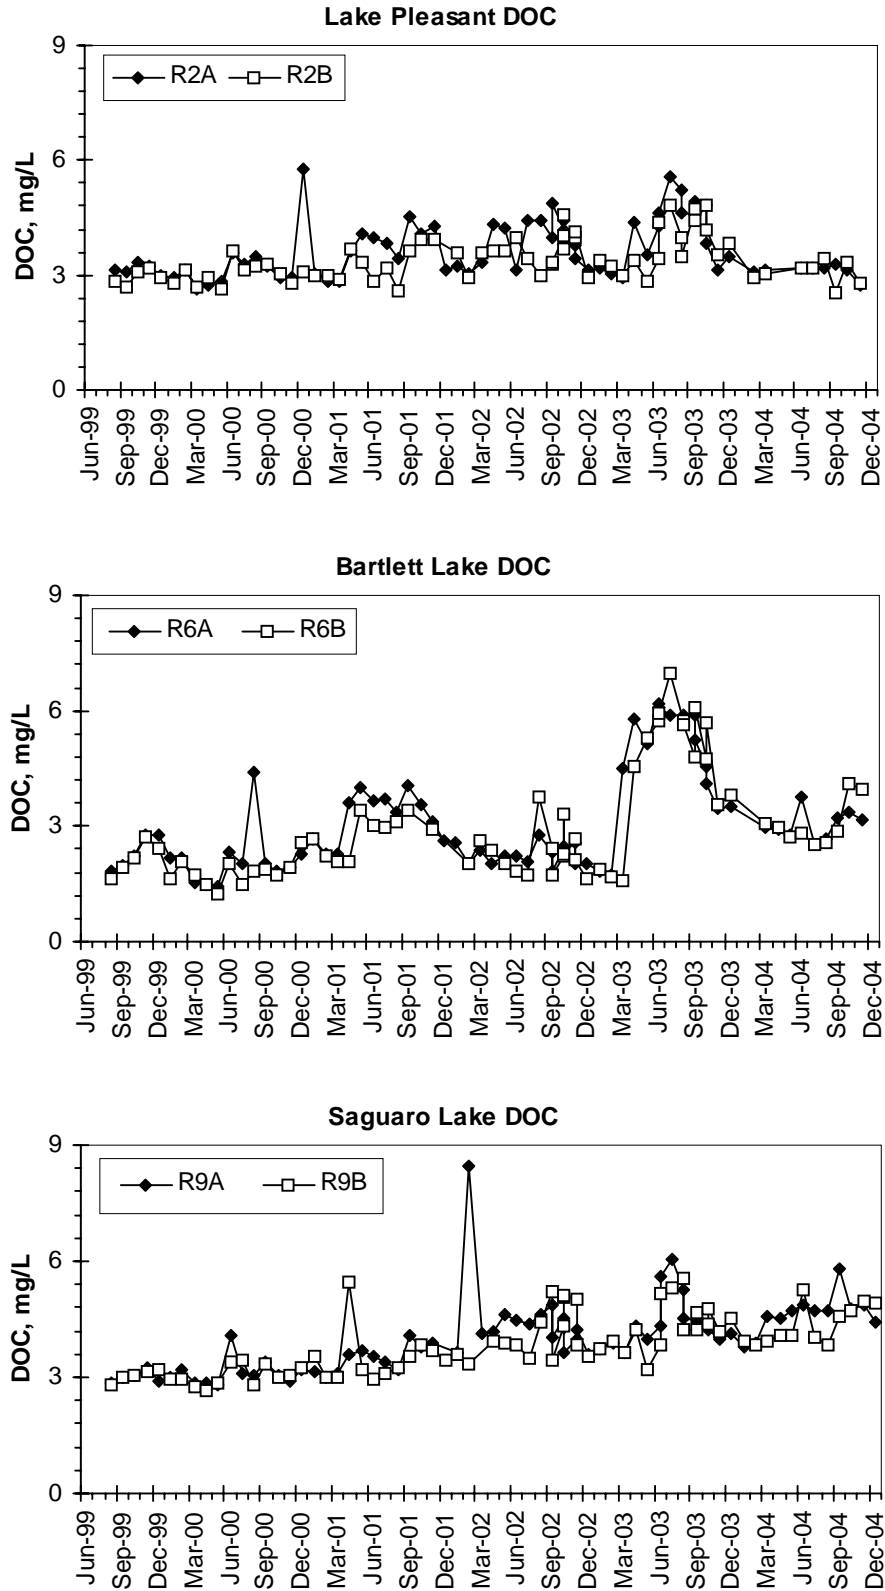 Lake Pleasant DOC
R2A R2B
DOC, mg/L
9
6
3
0
Jun-99 Sep-99 Dec-99 Mar-00 Jun-00 Sep-00 Dec-00 Mar-01 Jun-01 Sep-01 Dec-01 Mar-02 Jun-02 Sep-02 Dec-02 Mar-03 Jun-03 Sep-03 Dec-03 Mar-04 Jun-04 Sep-04 Dec-04
Bartlett Lake DOC
R6A R6B
DOC, mg/L
9
6
3
0
Jun-99 Sep-99 Dec-99 Mar-00 Jun-00 Sep-00 Dec-00 Mar-01 Jun-01 Sep-01 Dec-01 Mar-02 Jun-02 Sep-02 Dec-02 Mar-03 Jun-03 Sep-03 Dec-03 Mar-04 Jun-04 Sep-04 Dec-04
Saguaro Lake DOC
R9A R9B
DOC, mg/L
9
6
3
0
Jun-99 Sep-99 Dec-99 Mar-00 Jun-00 Sep-00 Dec-00 Mar-01 Jun-01 Sep-01 Dec-01 Mar-02 Jun-02 Sep-02 Dec-02 Mar-03 Jun-03 Sep-03 Dec-03 Mar-04 Jun-04 Sep-04 Dec-04